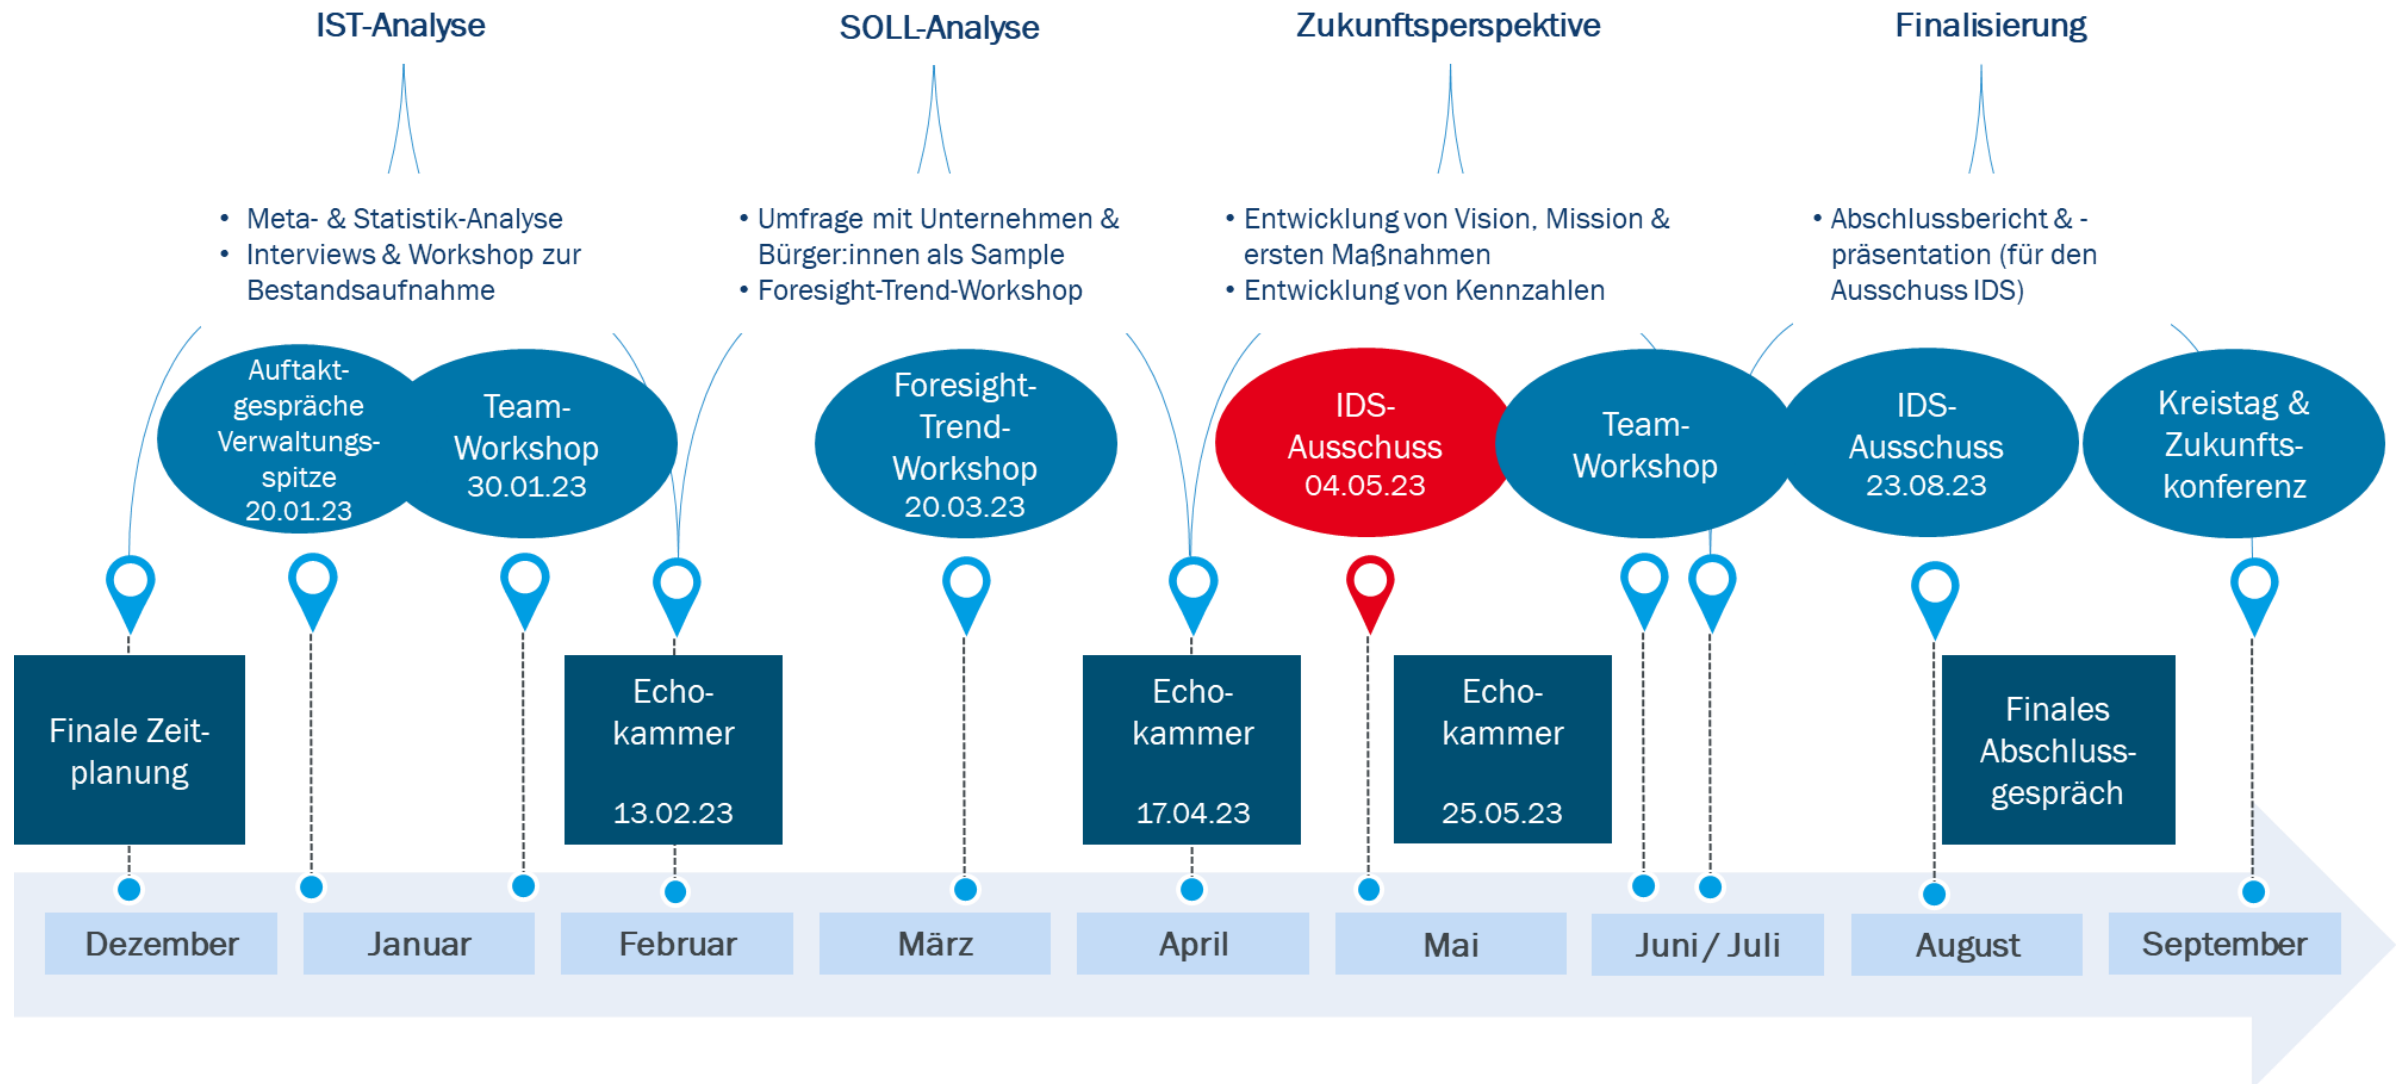 IST-Analyse
SOLL-Analyse
Zukunftsperspektive
Finalisierung
• Meta- & Statistik-Analyse
• Interviews & Workshop zur
Bestandsaufnahme
• Umfrage mit Unternehmen &
Bürger:innen als Sample
• Foresight-Trend-Workshop
• Entwicklung von Vision, Mission &
ersten Maßnahmen
• Entwicklung von Kennzahlen
• Abschlussbericht & -
präsentation (für den
Ausschuss IDS)
Auftakt-
gespräche
Verwaltungs-
spitze
20.01.23
Team-
Workshop
30.01.23
Foresight-
Trend-
Workshop
20.03.23
IDS-
Ausschuss
04.05.23
Team-
Workshop
IDS-
Ausschuss
23.08.23
Kreistag &
Zukunfts-
konferenz
Finale Zeit-
planung
Echo-
kammer
13.02.23
Echo-
kammer
17.04.23
Echo-
kammer
25.05.23
Finales
Abschluss-
gespräch
Dezember
Januar
Februar
März
April
Mai
Juni / Juli
August
September